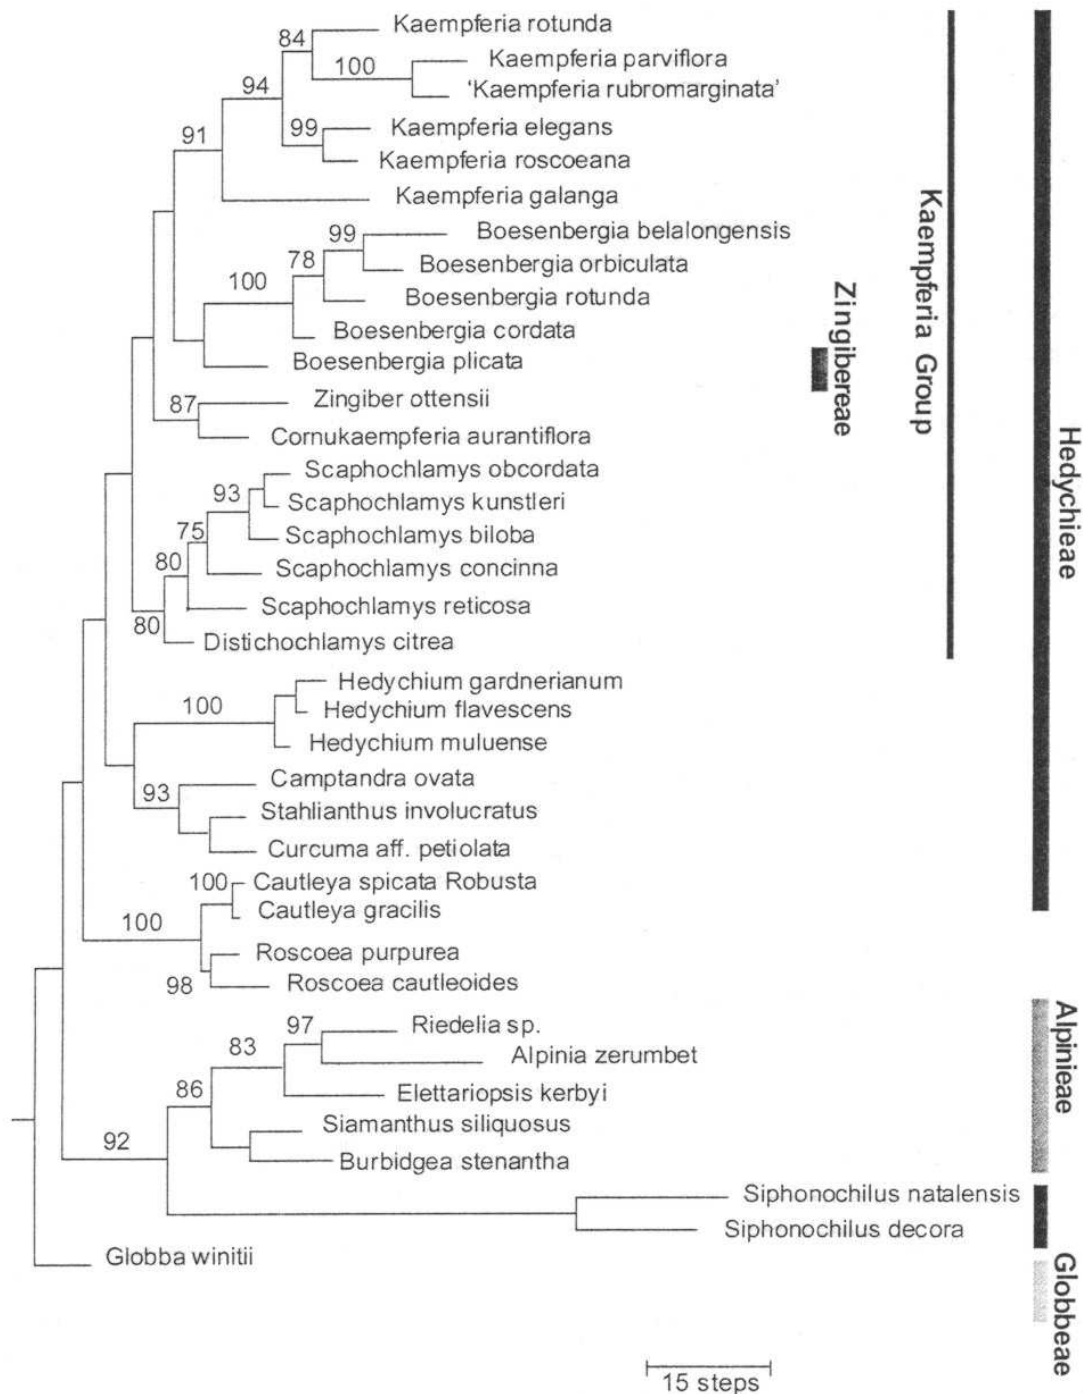 84
Kaempferia rotunda
100
Kaempferia parviflora
'Kaempferia rubromarginata'
94
99
Kaempferia elegans
Kaempferia roscoeana
91
Kaempferia galanga
99
Boesenbergia belalongensis
78
Boesenbergia orbiculata
100
Boesenbergia rotunda
Boesenbergia cordata
Boesenbergia plicata
87
Zingiber ottensii
Cornukaempferia aurantiflora
Scaphochlamys obcordata
93
Scaphochlamys kunstleri
75
Scaphochlamys biloba
80
Scaphochlamys concinna
Scaphochlamys reticosa
80
Distichochlamys citrea
Hedychium gardnerianum
100
Hedychium flavescens
Hedychium muluense
Camptandra ovata
93
Stahlianthus involucratus
Curcuma aff. petiolata
100
Cautleya spicata Robusta
Cautleya gracilis
100
Roscoea purpurea
98
Roscoea cautleoides
97
Riedelia sp.
83
Alpinia zerumbet
86
Elettariopsis kerbyi
Siamanthus siliquosus
92
Burbidgea stenantha
Siphonochilus natalensis
Siphonochilus decora
Globba winitii
Zingibereae
Kaempferia Group
Hedychieae
Alpinieae
Globbeae
15 steps